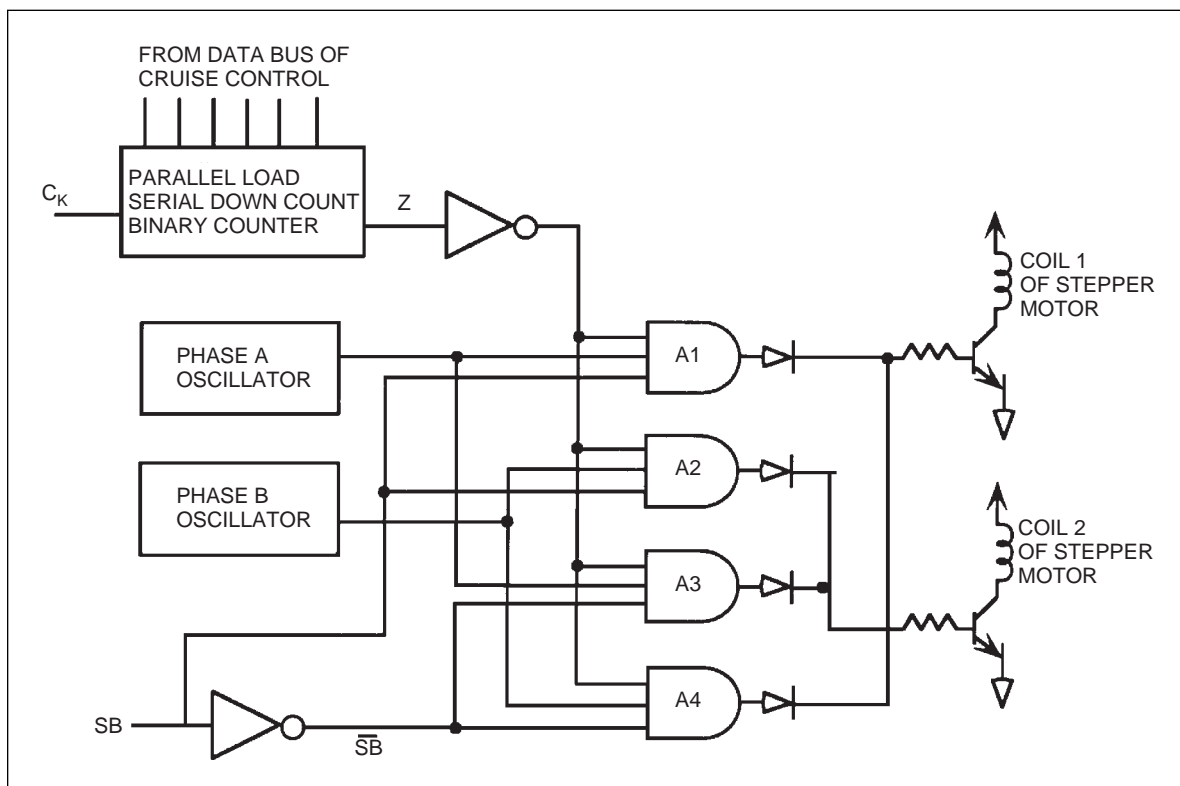 FROM DATA BUS OF
CRUISE CONTROL
PARALLEL LOAD
SERIAL DOWN COUNT
BINARY COUNTER
CK
Z
COIL 1
OF STEPPER
MOTOR
PHASE A
OSCILLATOR
A1
PHASE B
OSCILLATOR
A2
COIL 2
OF STEPPER
MOTOR
A3
A4
SB
S̅B̅